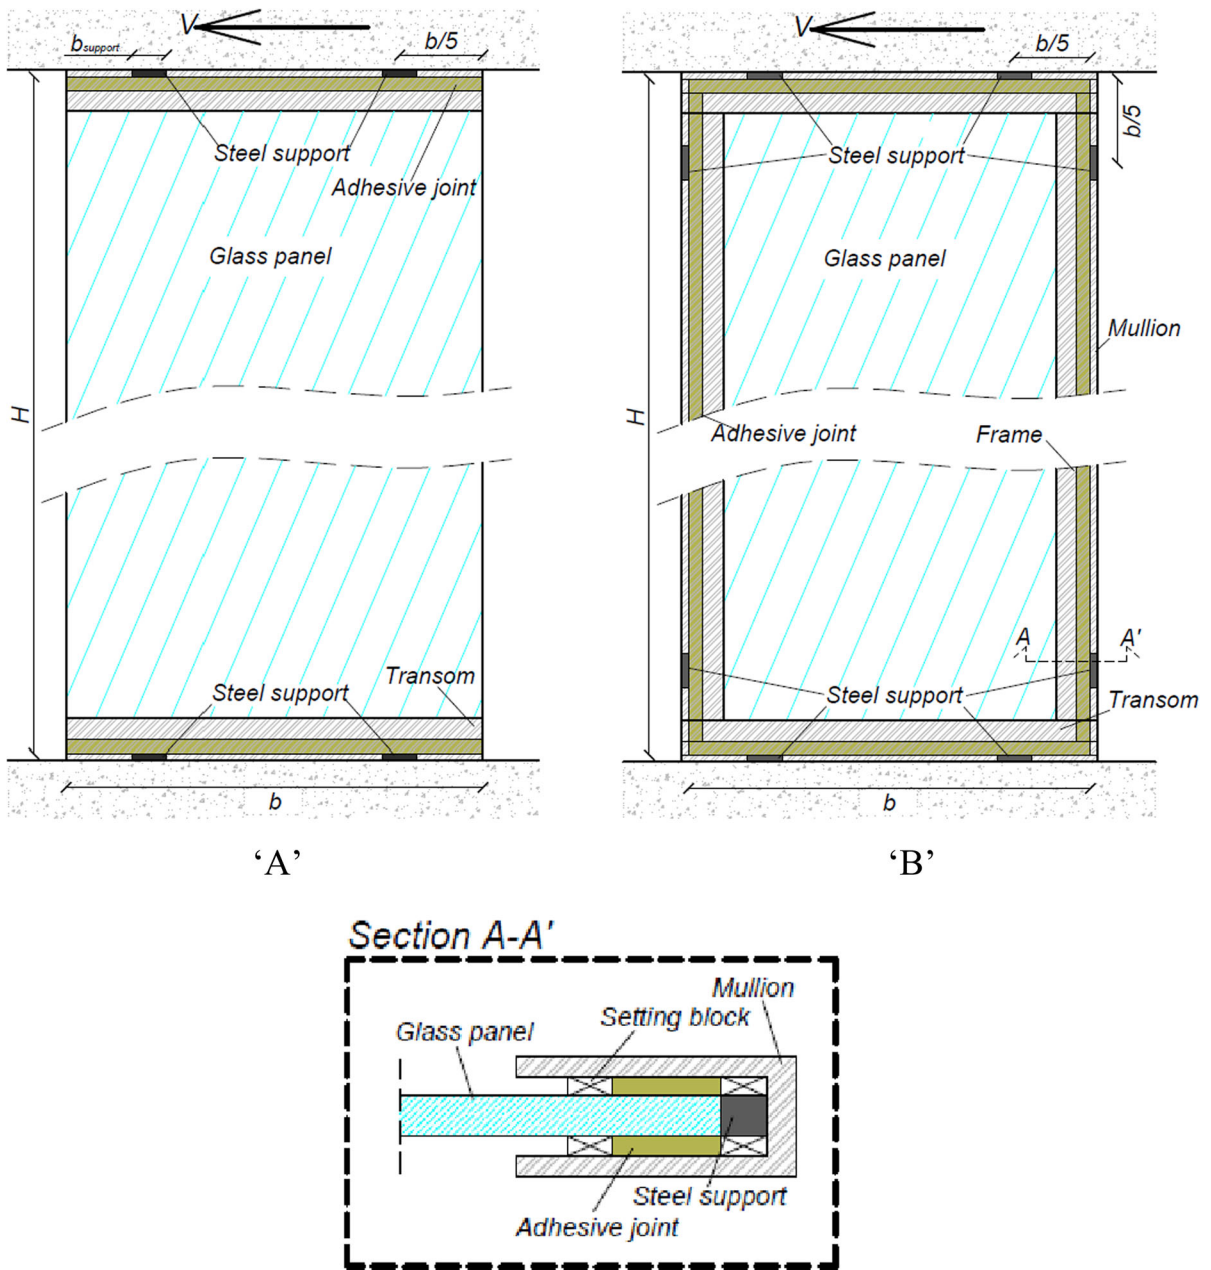 V
b support
b/5
Steel support
Adhesive joint
Glass panel
H
Transom
Steel support
b
'A'
V
b/5
b/5
Steel support
Glass panel
Mullion
H
Adhesive joint
Frame
A
A'
Steel support
Transom
b
'B'
Section A-A'
Mullion
Setting block
Glass panel
Steel support
Adhesive joint